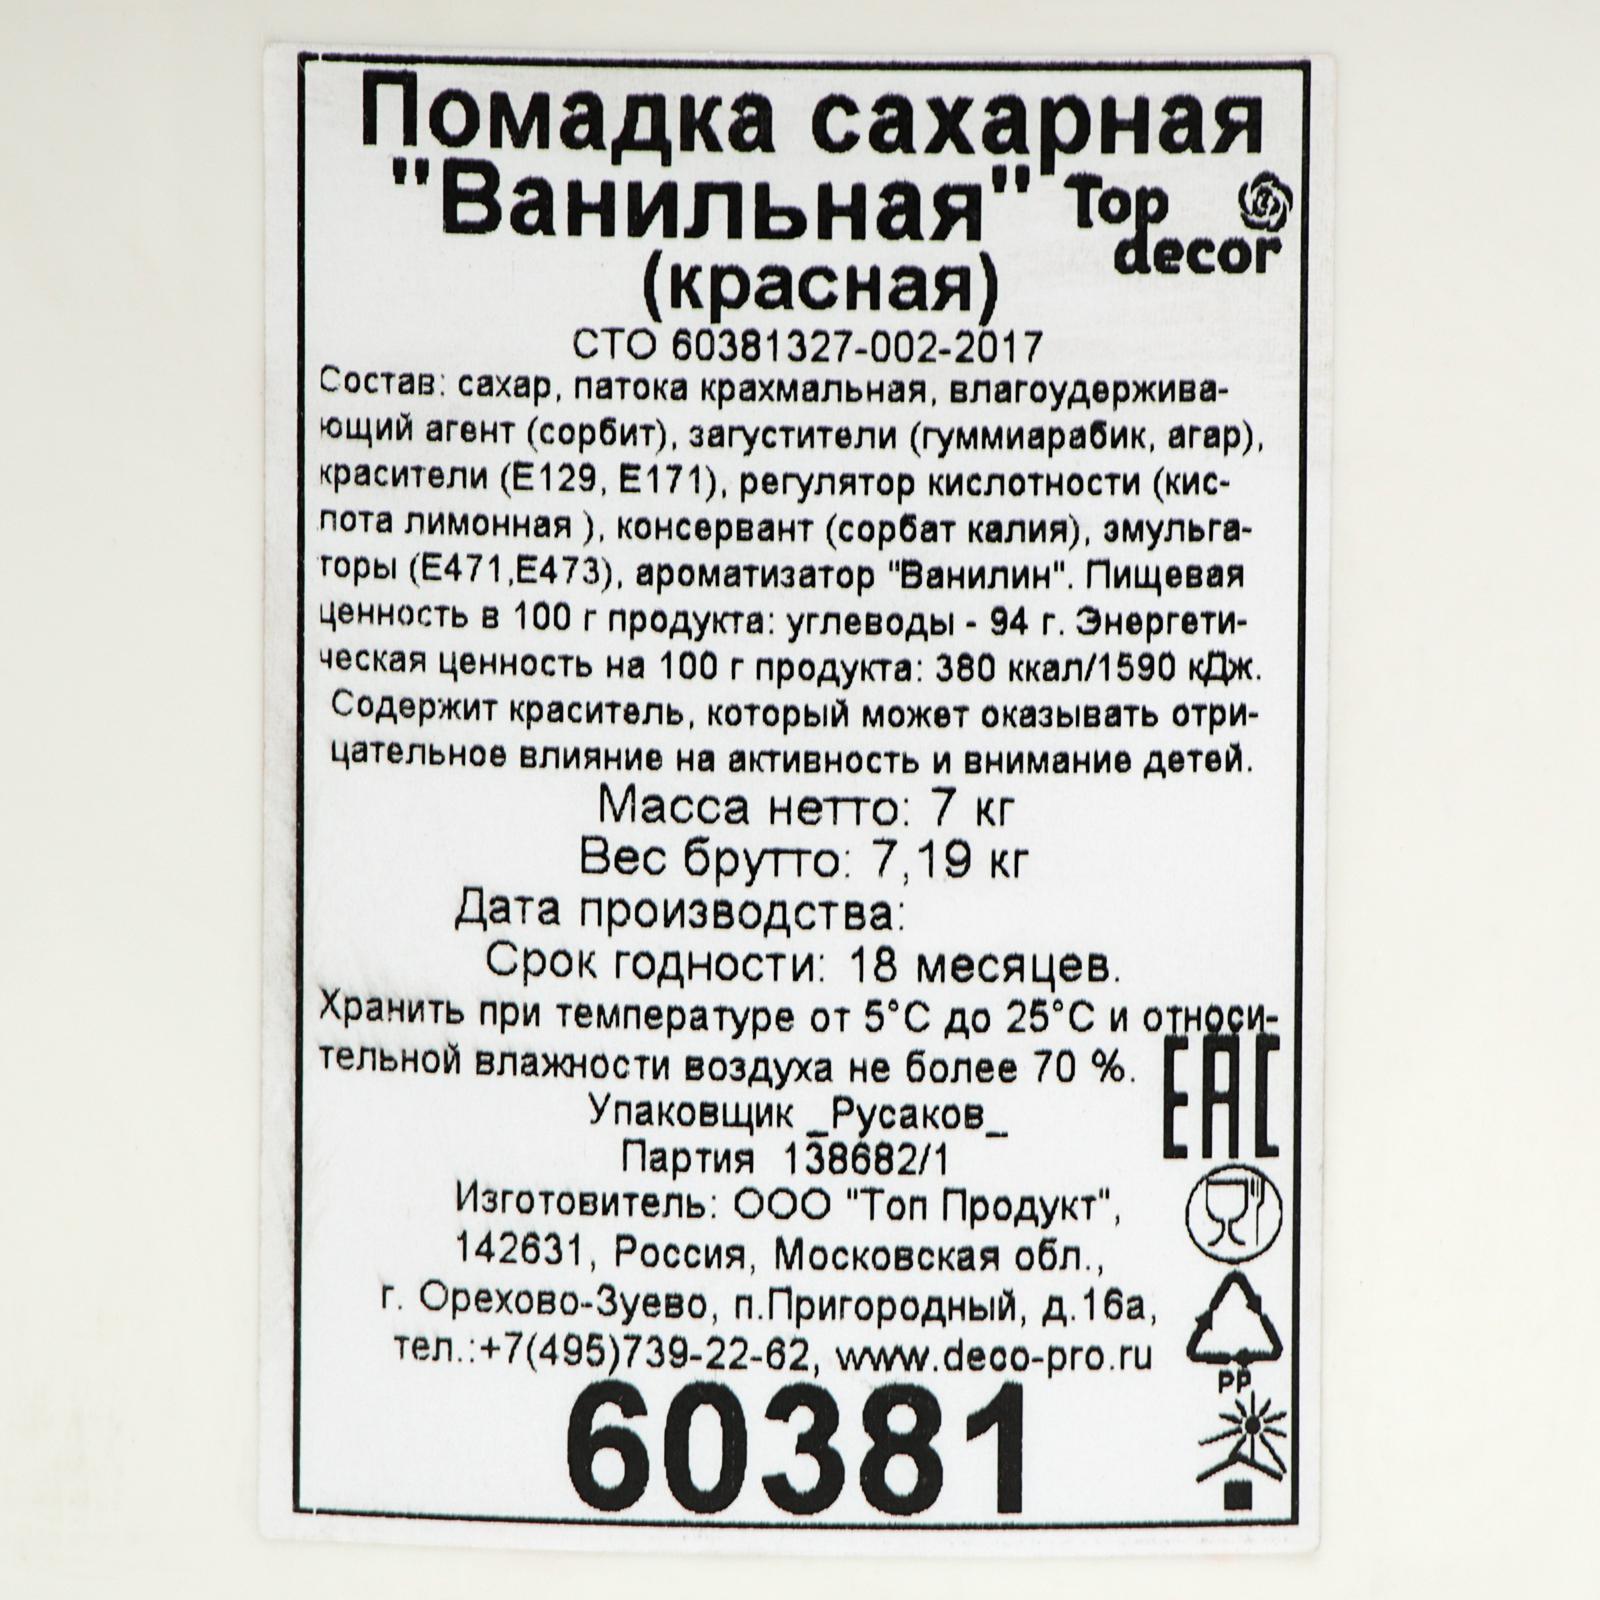 Помадка сахарная
"Ванильная" Top
decor
(красная)
СТО 60381327-002-2017
Состав: сахар, патока крахмальная, влагоудержива-
ющий агент (сорбит), загустители (гуммиарабик, агар),
красители (Е129, Е171), регулятор кислотности (кис-
лота лимонная ), консервант (сорбат калия), эмульга-
торы (Е471,Е473), ароматизатор "Ванилин". Пищевая
ценность в 100 г продукта: углеводы - 94 г. Энергети-
ческая ценность на 100 г продукта: 380 ккал/1590 кДж.
Содержит краситель, который может оказывать отри-
цательное влияние на активность и внимание детей.
Масса нетто: 7 кг
Вес брутто: 7,19 кг
Дата производства:
Срок годности: 18 месяцев.
Хранить при температуре от 5°С до 25°С и относи-
тельной влажности воздуха не более 70 %.
EAC
Упаковщик _Русаков_
Партия 138682/1
Изготовитель: ООО "Топ Продукт",
142631, Россия, Московская обл.,
г. Орехово-Зуево, п.Пригородный, д.16а,
тел.:+7(495)739-22-62, www.deco-pro.ru
PP
60381